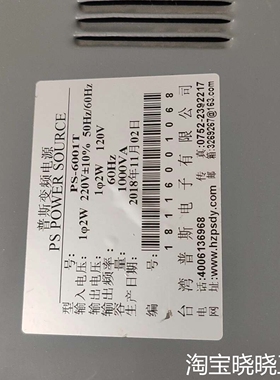 普斯变频电源
PS POWER SOURCE
型 号: PS-6001T
输入电压: 1φ2W 220V±10% 50Hz/60Hz
输出电压: 1φ2W 120V
输出频率: 60Hz
容 量: 1000VA
生产日期: 2018年11月02日
编 号: 18116001001068
台湾普斯电子有限公司
电 话:4006136968 传 真:0752-2392217
网 址:www.hzpsdy.com 邮 箱:
淘宝晓晓